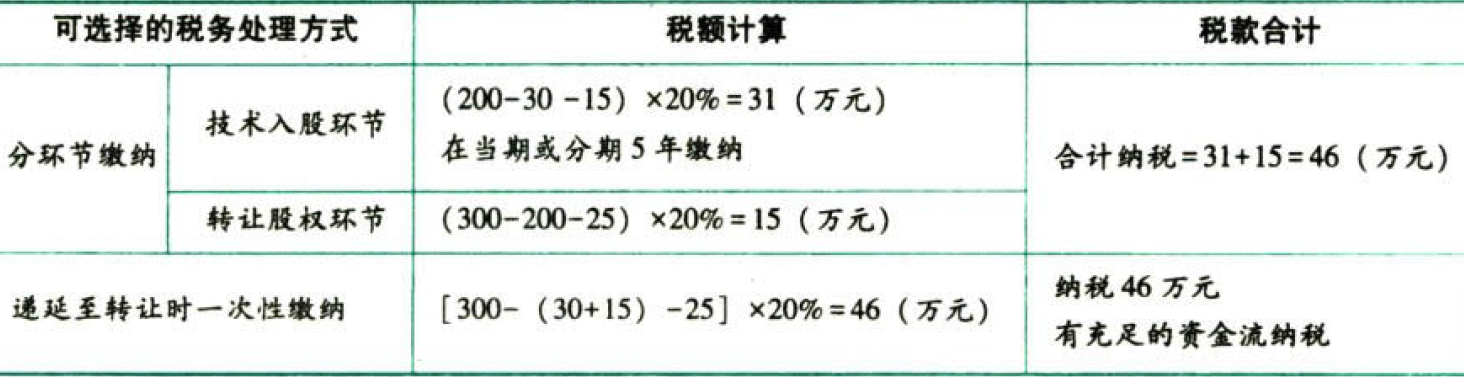 可选择的税务处理方式 税额计算 税款合计
分环节缴纳
技术入股环节
(200-30 -15) ×20%=31 (万元)
在当期或分期5年缴纳
合计纳税=31+15=46 (万元)
转让股权环节
(300-200-25) ×20%=15 (万元)
递延至转让时一次性缴纳
[300- (30+15) -25] ×20%=46 (万元)
纳税46万元
有充足的资金流纳税